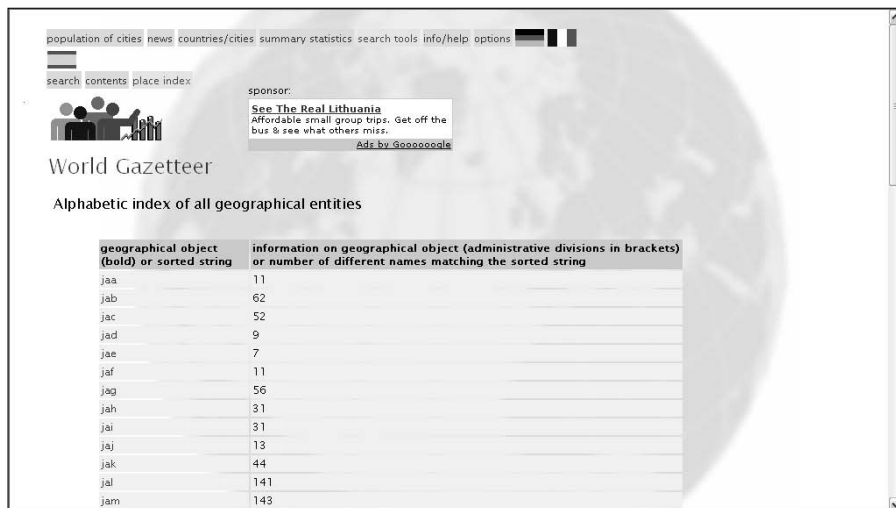 population of cities news countries/cities summary statistics search tools info/help options
search contents place index
sponsor:
See The Real Lithuania
Affordable small group trips. Get off the
bus & see what others miss.
Ads by Goooooogle
World Gazetteer
Alphabetic index of all geographical entities
geographical object (bold) or sorted string information on geographical object (administrative divisions in brackets) or number of different names matching the sorted string
jaa 11
jab 62
jac 52
jad 9
jae 7
jaf 11
jag 56
jah 31
jai 31
jaj 13
jak 44
jal 141
jam 143